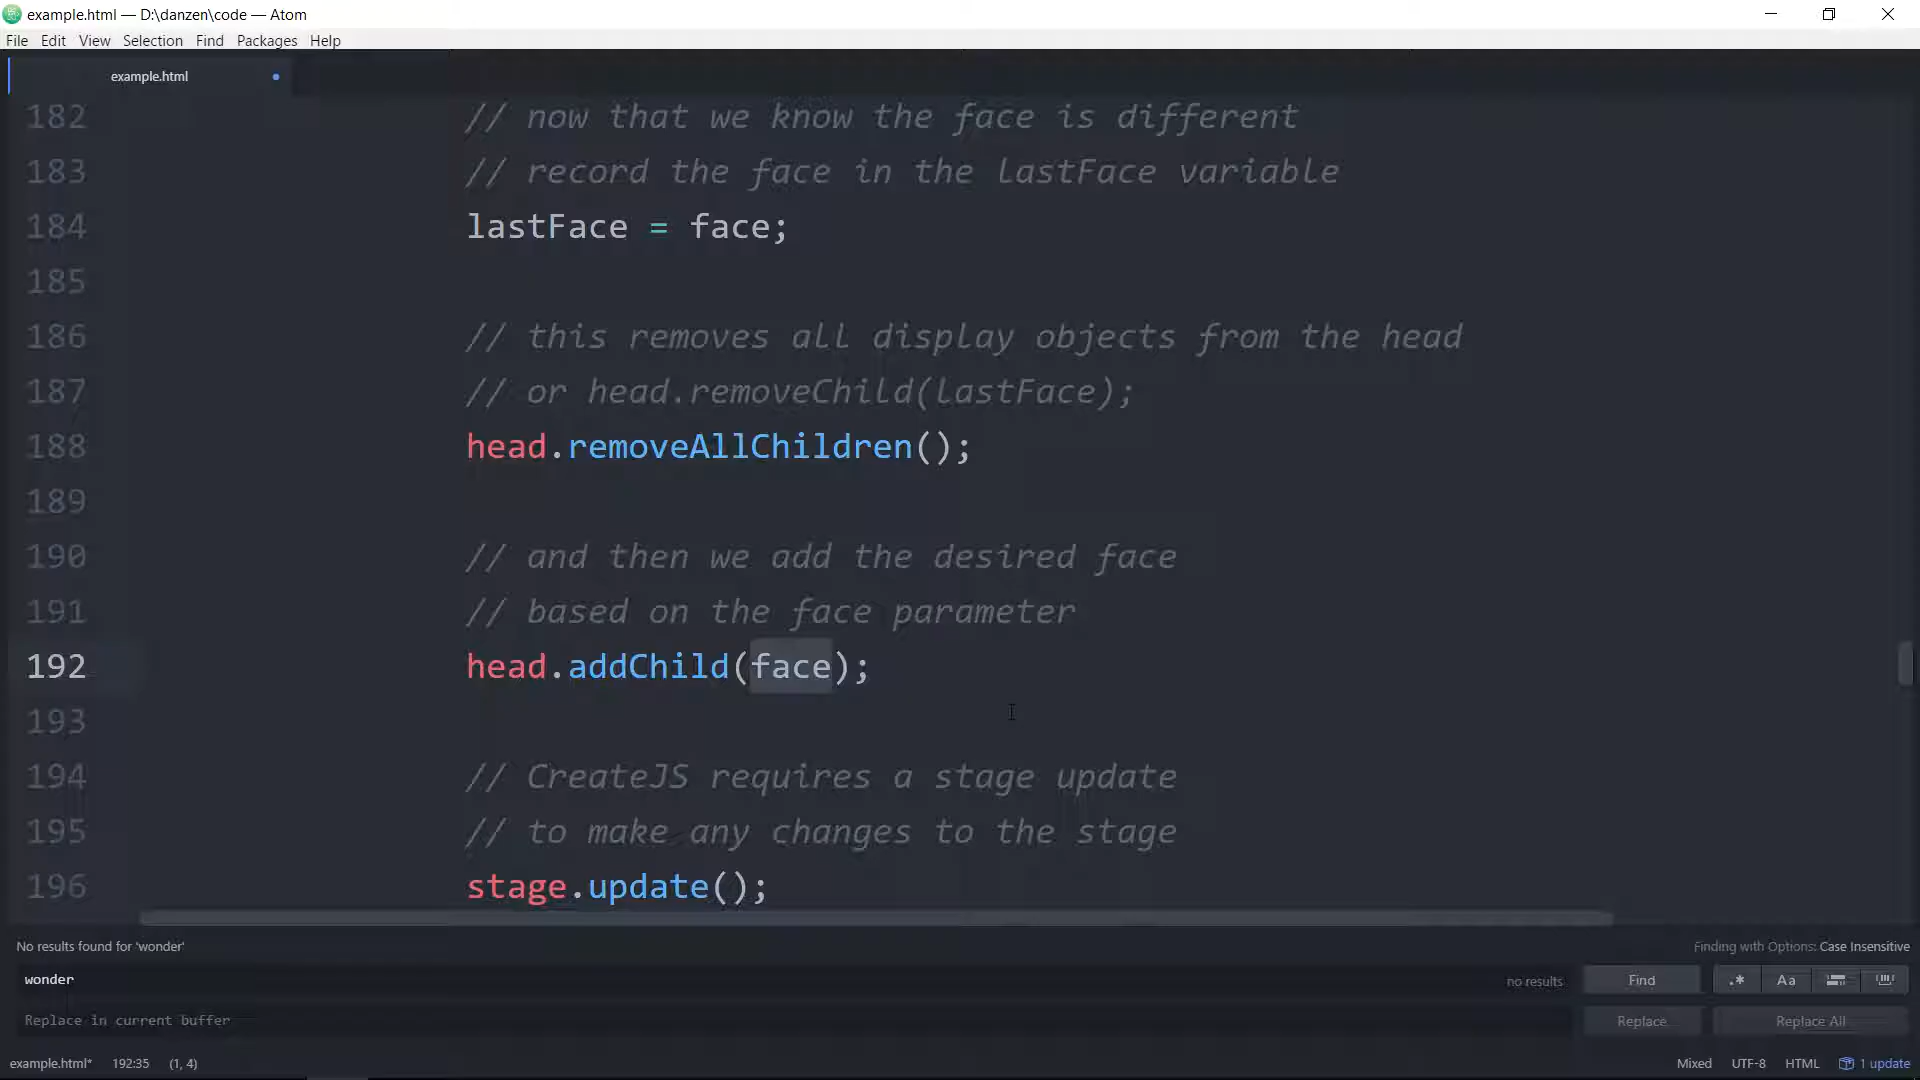 example.html — D:\danzen\code — Atom
File Edit View Selection Find Packages Help
example.html
182 // now that we know the face is different
183 // record the face in the lastFace variable
184 lastFace = face;
185
186 // this removes all display objects from the head
187 // or head.removeChild(lastFace);
188 head.removeAllChildren();
189
190 // and then we add the desired face
191 // based on the face parameter
192 head.addChild(face);
193
194 // CreateJS requires a stage update
195 // to make any changes to the stage
196 stage.update();
No results found for 'wonder' Finding with Options: Case Insensitive
wonder no results Find .* Aa
Replace in current buffer Replace Replace All
example.html* 192:35 (1, 4) Mixed UTF-8 HTML 1 update